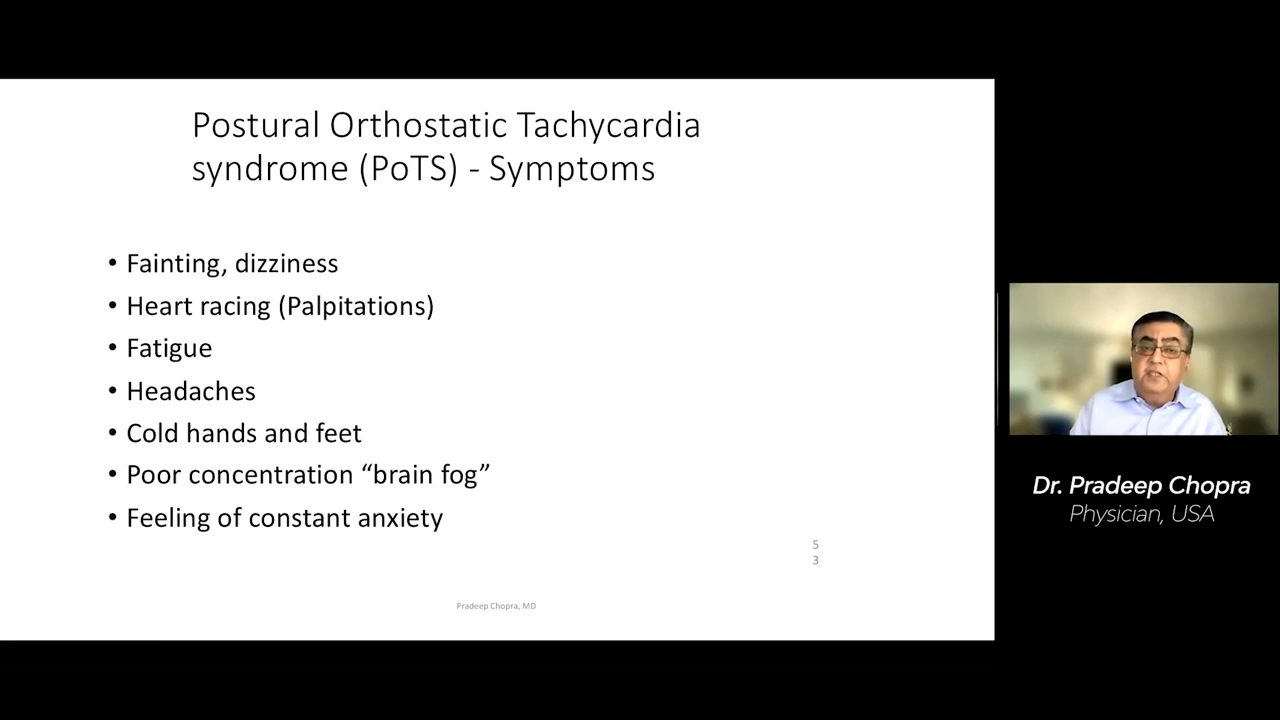 Postural Orthostatic Tachycardia
syndrome (PoTS) - Symptoms
• Fainting, dizziness
• Heart racing (Palpitations)
• Fatigue
• Headaches
• Cold hands and feet
• Poor concentration “brain fog”
• Feeling of constant anxiety
5
3
Pradeep Chopra, MD
Dr. Pradeep Chopra
Physician, USA